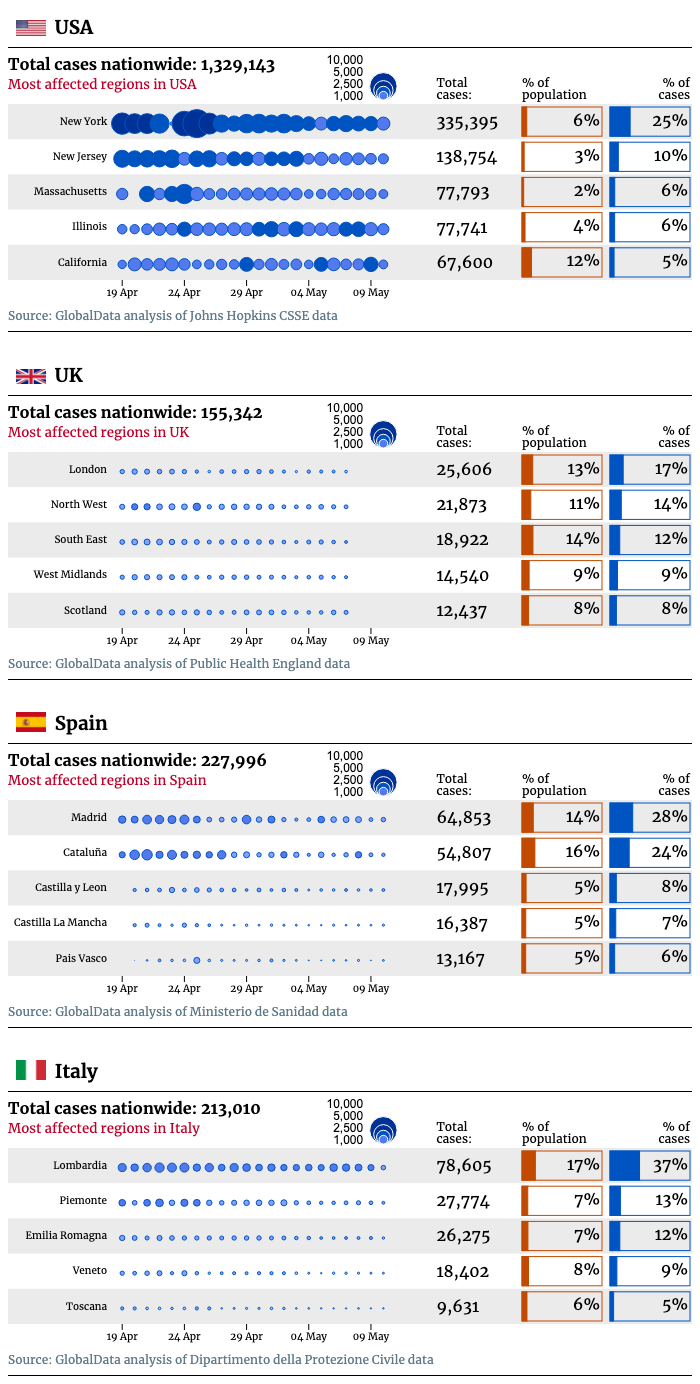 USA
Total cases nationwide: 1,329,143
Most affected regions in USA
10,000
5,000
2,500
1,000
Total cases:
% of population
% of cases
New York 335,395 6% 25%
New Jersey 138,754 3% 10%
Massachusetts 77,793 2% 6%
Illinois 77,741 4% 6%
California 67,600 12% 5%
19 Apr 24 Apr 29 Apr 04 May 09 May
Source: GlobalData analysis of Johns Hopkins CSSE data
UK
Total cases nationwide: 155,342
Most affected regions in UK
10,000
5,000
2,500
1,000
Total cases:
% of population
% of cases
London 25,606 13% 17%
North West 21,873 11% 14%
South East 18,922 14% 12%
West Midlands 14,540 9% 9%
Scotland 12,437 8% 8%
19 Apr 24 Apr 29 Apr 04 May 09 May
Source: GlobalData analysis of Public Health England data
Spain
Total cases nationwide: 227,996
Most affected regions in Spain
10,000
5,000
2,500
1,000
Total cases:
% of population
% of cases
Madrid 64,853 14% 28%
Cataluña 54,807 16% 24%
Castilla y Leon 17,995 5% 8%
Castilla La Mancha 16,387 5% 7%
Pais Vasco 13,167 5% 6%
19 Apr 24 Apr 29 Apr 04 May 09 May
Source: GlobalData analysis of Ministerio de Sanidad data
Italy
Total cases nationwide: 213,010
Most affected regions in Italy
10,000
5,000
2,500
1,000
Total cases:
% of population
% of cases
Lombardia 78,605 17% 37%
Piemonte 27,774 7% 13%
Emilia Romagna 26,275 7% 12%
Veneto 18,402 8% 9%
Toscana 9,631 6% 5%
19 Apr 24 Apr 29 Apr 04 May 09 May
Source: GlobalData analysis of Dipartimento della Protezione Civile data